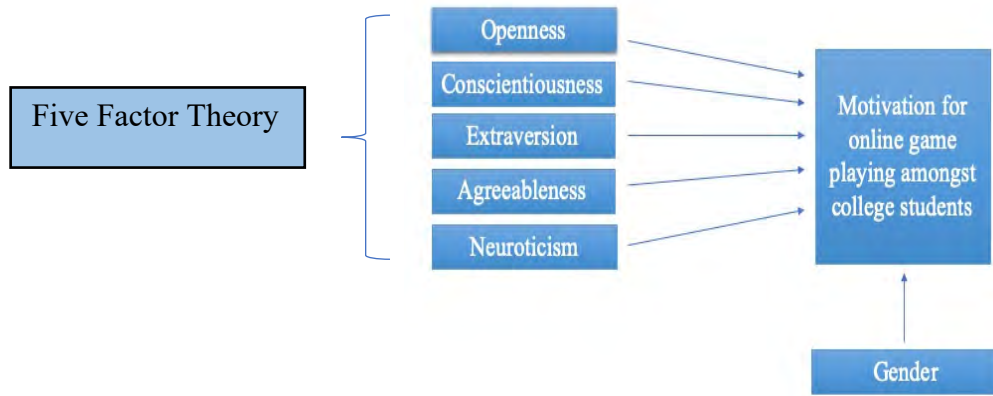 Five Factor Theory
Openness
Conscientiousness
Extraversion
Agreeableness
Neuroticism
Motivation for
online game
playing amongst
college students
Gender